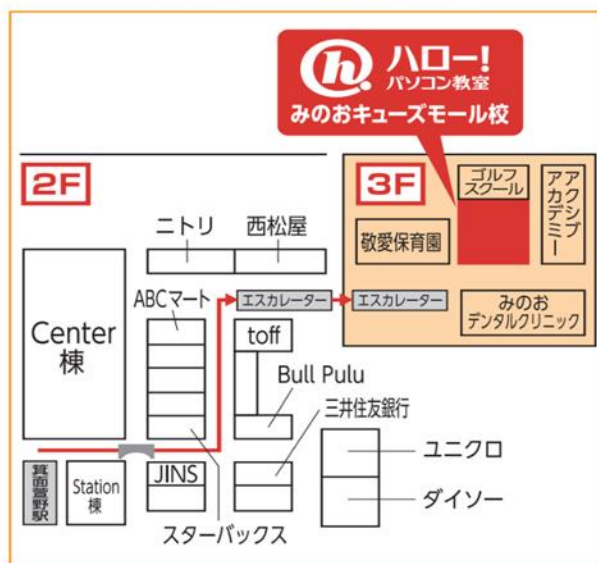 ハロー!
パソコン教室
みのおキューズモール校
2F
3F
ゴルフ
スクール
アクシブ
アカデミー
敬愛保育園
ニトリ
西松屋
ABCマート
エスカレーター
エスカレーター
みのお
デンタルクリニック
Center
棟
toff
Bull Pulu
三井住友銀行
ユニクロ
ダイソー
箕面萱野駅
Station
棟
JINS
スターバックス